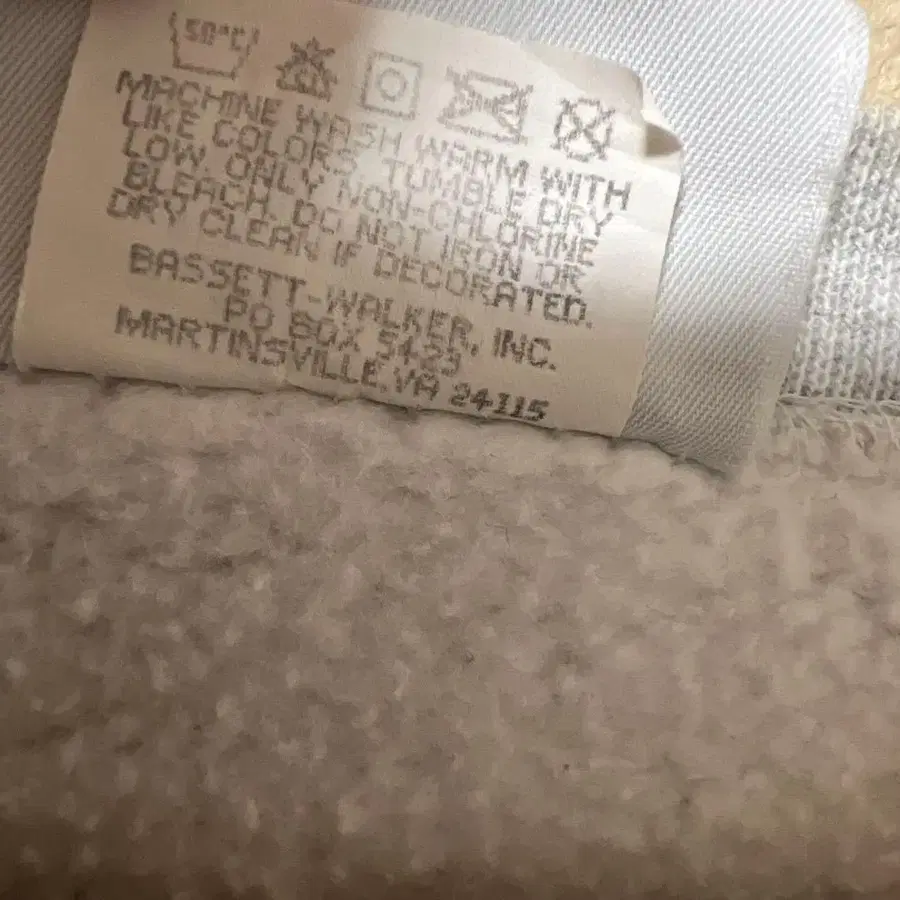 50°C
MACHINE WASH WARM WITH
LIKE COLORS. TUMBLE DRY
LOW. ONLY NON-CHLORINE
BLEACH. DO NOT IRON OR
DRY CLEAN IF DECORATED.
BASSETT-WALKER, INC.
PO BOX 5423
MARTINSVILLE,VA 24115